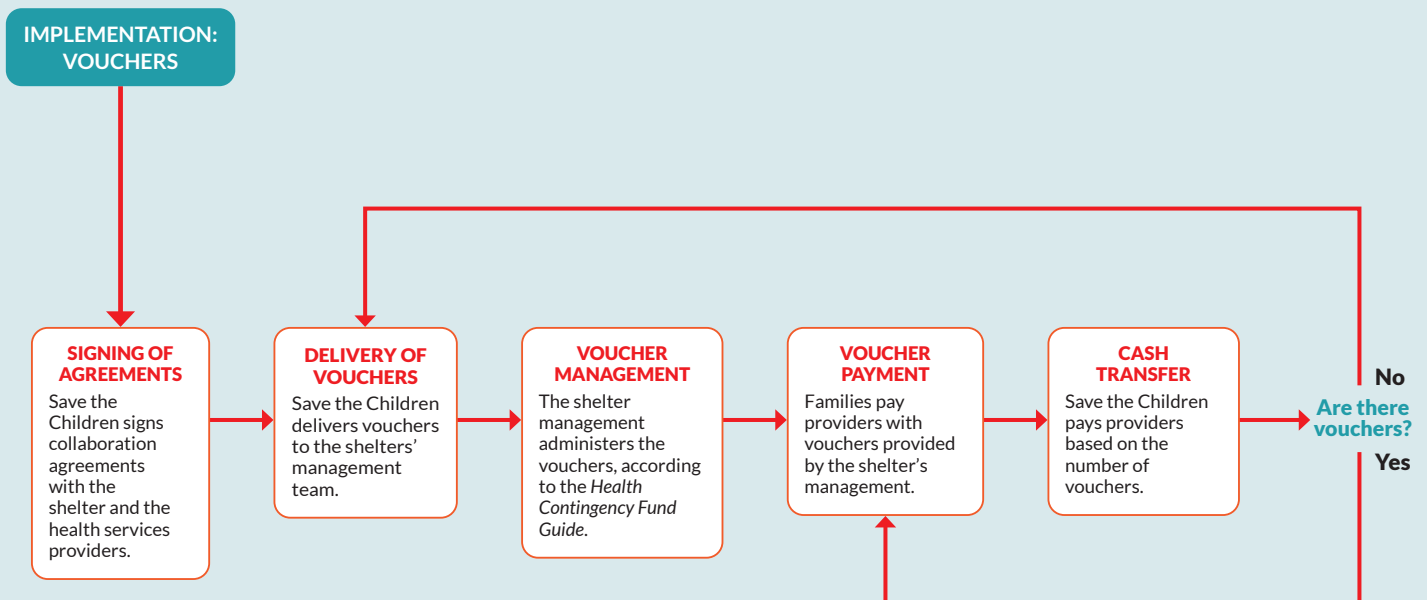 IMPLEMENTATION:
VOUCHERS
SIGNING OF
AGREEMENTS
Save the
Children signs
collaboration
agreements
with the
shelter and the
health services
providers.
DELIVERY OF
VOUCHERS
Save the Children
delivers vouchers
to the shelters’
management
team.
VOUCHER
MANAGEMENT
The shelter
management
administers the
vouchers, according
to the Health
Contingency Fund
Guide.
VOUCHER
PAYMENT
Families pay
providers with
vouchers provided
by the shelter’s
management.
CASH
TRANSFER
Save the Children
pays providers
based on the
number of
vouchers.
No
Are there
vouchers?
Yes